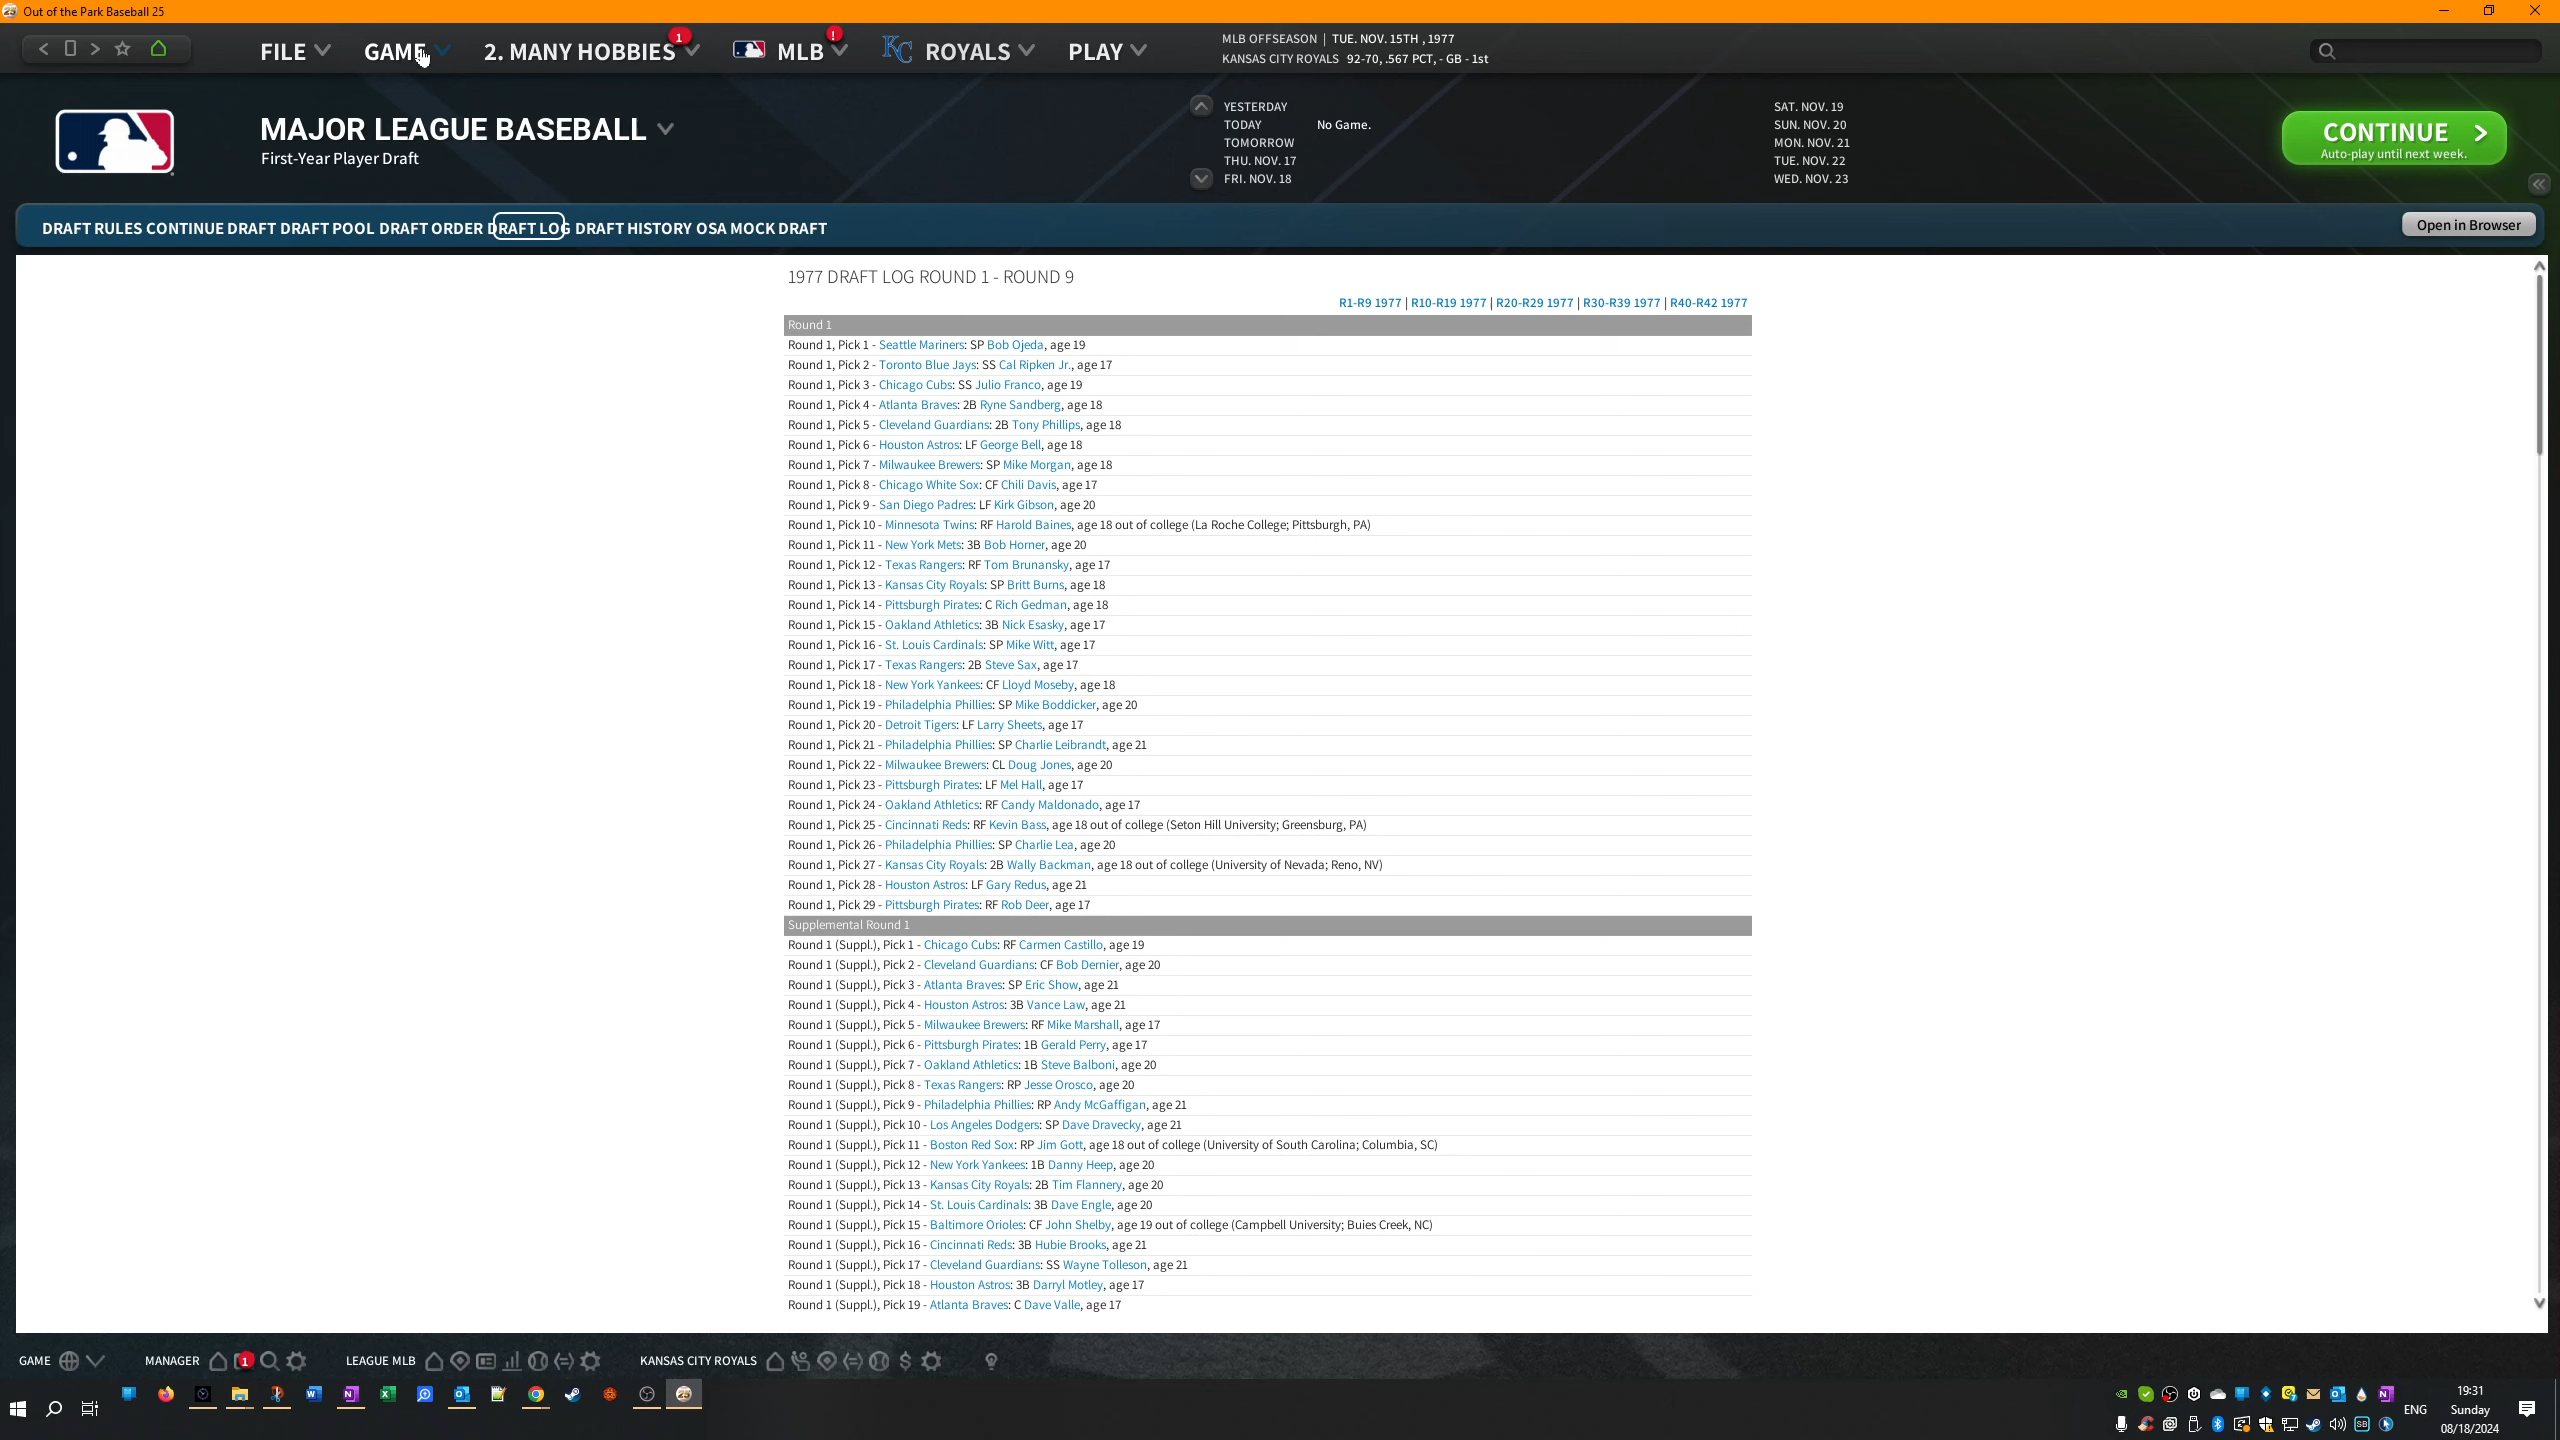 Out of the Park Baseball 25
FILE GAME 2. MANY HOBBIES 1 MLB ! ROYALS PLAY
MLB OFFSEASON | TUE. NOV. 15TH , 1977
KANSAS CITY ROYALS 92-70, .567 PCT, - GB - 1st
MAJOR LEAGUE BASEBALL
First-Year Player Draft
YESTERDAY
TODAY No Game.
TOMORROW
THU. NOV. 17
FRI. NOV. 18
SAT. NOV. 19
SUN. NOV. 20
MON. NOV. 21
TUE. NOV. 22
WED. NOV. 23
CONTINUE
Auto-play until next week.
DRAFT RULES CONTINUE DRAFT DRAFT POOL DRAFT ORDER DRAFT LOG DRAFT HISTORY OSA MOCK DRAFT
Open in Browser
1977 DRAFT LOG ROUND 1 - ROUND 9
R1-R9 1977 | R10-R19 1977 | R20-R29 1977 | R30-R39 1977 | R40-R42 1977
Round 1
Round 1, Pick 1 - Seattle Mariners: SP Bob Ojeda, age 19
Round 1, Pick 2 - Toronto Blue Jays: SS Cal Ripken Jr., age 17
Round 1, Pick 3 - Chicago Cubs: SS Julio Franco, age 19
Round 1, Pick 4 - Atlanta Braves: 2B Ryne Sandberg, age 18
Round 1, Pick 5 - Cleveland Guardians: 2B Tony Phillips, age 18
Round 1, Pick 6 - Houston Astros: LF George Bell, age 18
Round 1, Pick 7 - Milwaukee Brewers: SP Mike Morgan, age 18
Round 1, Pick 8 - Chicago White Sox: CF Chili Davis, age 17
Round 1, Pick 9 - San Diego Padres: LF Kirk Gibson, age 20
Round 1, Pick 10 - Minnesota Twins: RF Harold Baines, age 18 out of college (La Roche College; Pittsburgh, PA)
Round 1, Pick 11 - New York Mets: 3B Bob Horner, age 20
Round 1, Pick 12 - Texas Rangers: RF Tom Brunansky, age 17
Round 1, Pick 13 - Kansas City Royals: SP Britt Burns, age 18
Round 1, Pick 14 - Pittsburgh Pirates: C Rich Gedman, age 18
Round 1, Pick 15 - Oakland Athletics: 3B Nick Esasky, age 17
Round 1, Pick 16 - St. Louis Cardinals: SP Mike Witt, age 17
Round 1, Pick 17 - Texas Rangers: 2B Steve Sax, age 17
Round 1, Pick 18 - New York Yankees: CF Lloyd Moseby, age 18
Round 1, Pick 19 - Philadelphia Phillies: SP Mike Boddicker, age 20
Round 1, Pick 20 - Detroit Tigers: LF Larry Sheets, age 17
Round 1, Pick 21 - Philadelphia Phillies: SP Charlie Leibrandt, age 21
Round 1, Pick 22 - Milwaukee Brewers: CL Doug Jones, age 20
Round 1, Pick 23 - Pittsburgh Pirates: LF Mel Hall, age 17
Round 1, Pick 24 - Oakland Athletics: RF Candy Maldonado, age 17
Round 1, Pick 25 - Cincinnati Reds: RF Kevin Bass, age 18 out of college (Seton Hill University; Greensburg, PA)
Round 1, Pick 26 - Philadelphia Phillies: SP Charlie Lea, age 20
Round 1, Pick 27 - Kansas City Royals: 2B Wally Backman, age 18 out of college (University of Nevada; Reno, NV)
Round 1, Pick 28 - Houston Astros: LF Gary Redus, age 21
Round 1, Pick 29 - Pittsburgh Pirates: RF Rob Deer, age 17
Supplemental Round 1
Round 1 (Suppl.), Pick 1 - Chicago Cubs: RF Carmen Castillo, age 19
Round 1 (Suppl.), Pick 2 - Cleveland Guardians: CF Bob Dernier, age 20
Round 1 (Suppl.), Pick 3 - Atlanta Braves: SP Eric Show, age 21
Round 1 (Suppl.), Pick 4 - Houston Astros: 3B Vance Law, age 21
Round 1 (Suppl.), Pick 5 - Milwaukee Brewers: RF Mike Marshall, age 17
Round 1 (Suppl.), Pick 6 - Pittsburgh Pirates: 1B Gerald Perry, age 17
Round 1 (Suppl.), Pick 7 - Oakland Athletics: 1B Steve Balboni, age 20
Round 1 (Suppl.), Pick 8 - Texas Rangers: RP Jesse Orosco, age 20
Round 1 (Suppl.), Pick 9 - Philadelphia Phillies: RP Andy McGaffigan, age 21
Round 1 (Suppl.), Pick 10 - Los Angeles Dodgers: SP Dave Dravecky, age 21
Round 1 (Suppl.), Pick 11 - Boston Red Sox: RP Jim Gott, age 18 out of college (University of South Carolina; Columbia, SC)
Round 1 (Suppl.), Pick 12 - New York Yankees: 1B Danny Heep, age 20
Round 1 (Suppl.), Pick 13 - Kansas City Royals: 2B Tim Flannery, age 20
Round 1 (Suppl.), Pick 14 - St. Louis Cardinals: 3B Dave Engle, age 20
Round 1 (Suppl.), Pick 15 - Baltimore Orioles: CF John Shelby, age 19 out of college (Campbell University; Buies Creek, NC)
Round 1 (Suppl.), Pick 16 - Cincinnati Reds: 3B Hubie Brooks, age 21
Round 1 (Suppl.), Pick 17 - Cleveland Guardians: SS Wayne Tolleson, age 21
Round 1 (Suppl.), Pick 18 - Houston Astros: 3B Darryl Motley, age 17
Round 1 (Suppl.), Pick 19 - Atlanta Braves: C Dave Valle, age 17
GAME MANAGER 1 LEAGUE MLB KANSAS CITY ROYALS $
ENG
19:31
Sunday
08/18/2024